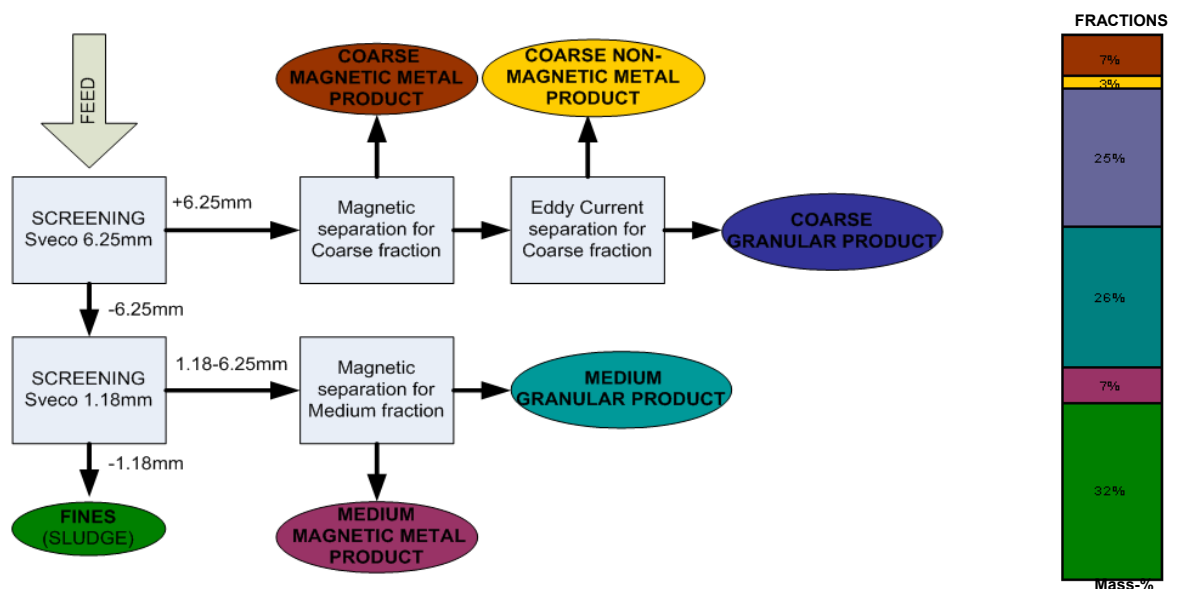 FRACTIONS
FEED
COARSE
MAGNETIC METAL
PRODUCT
COARSE NON-
MAGNETIC METAL
PRODUCT
7%
3%
25%
26%
7%
32%
Mass-%
SCREENING
Sveco 6.25mm
+6.25mm
Magnetic
separation for
Coarse fraction
Eddy Current
separation for
Coarse fraction
COARSE
GRANULAR PRODUCT
-6.25mm
SCREENING
Sveco 1.18mm
1.18-6.25mm
Magnetic
separation for
Medium fraction
MEDIUM
GRANULAR PRODUCT
-1.18mm
FINES
(SLUDGE)
MEDIUM
MAGNETIC METAL
PRODUCT